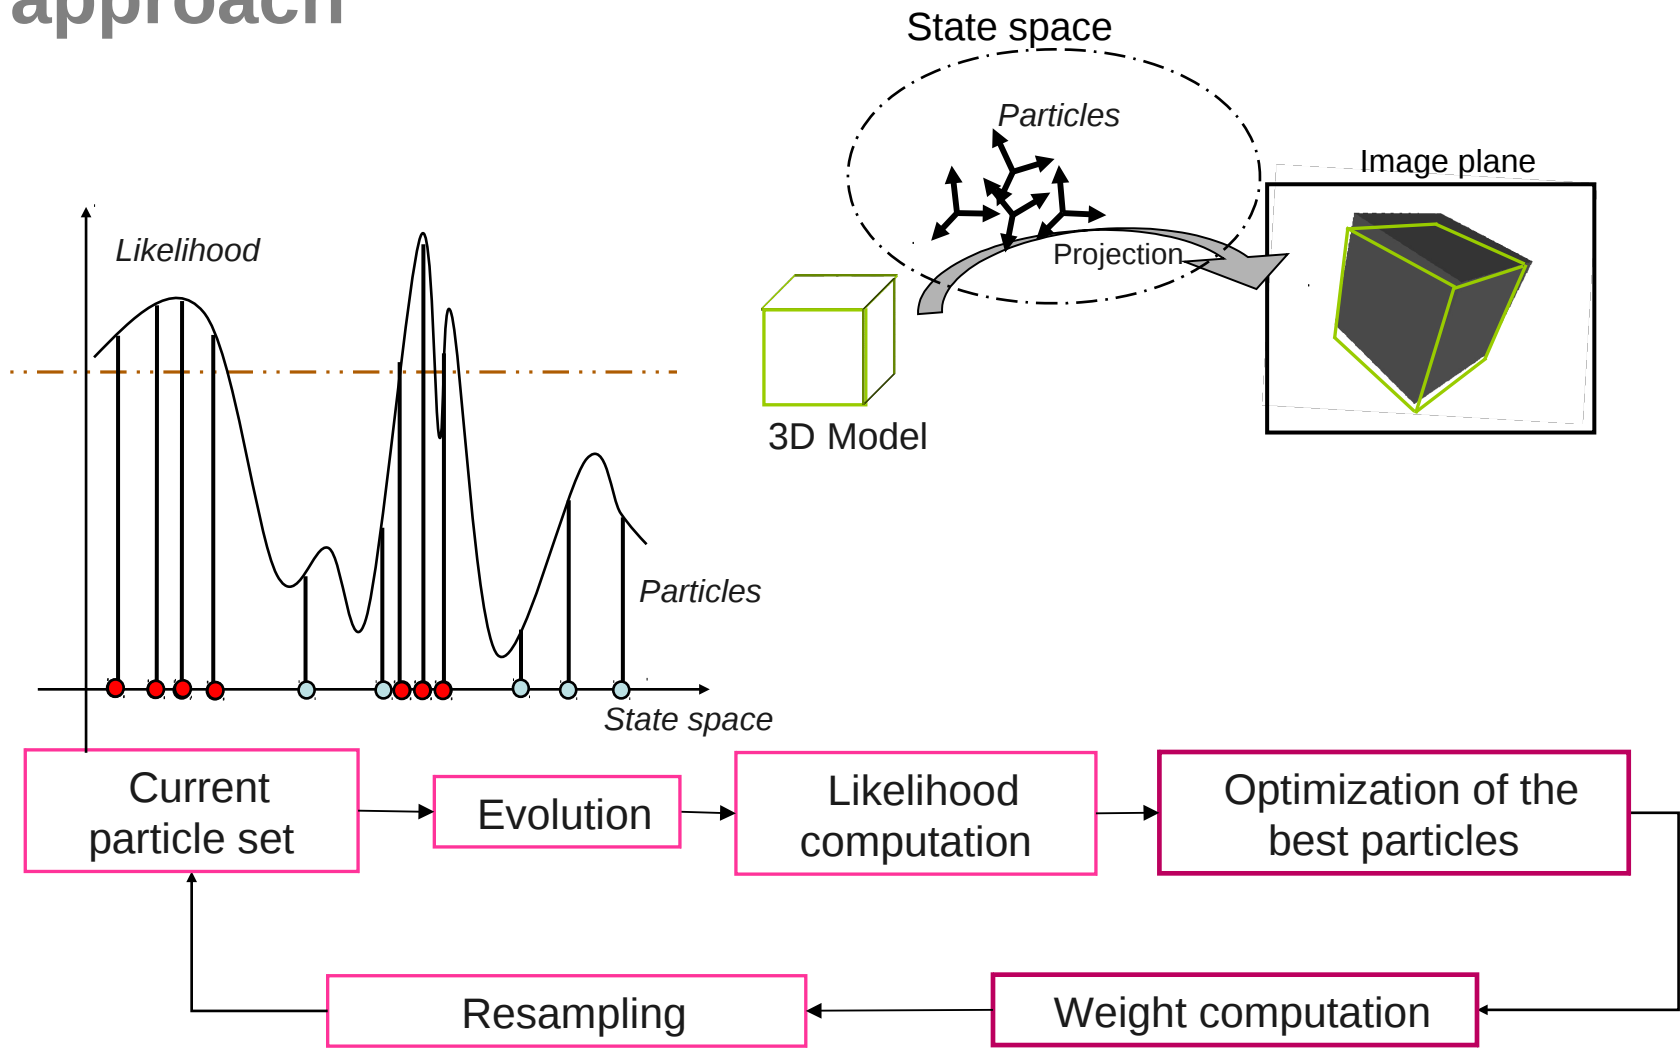 approach
State space
Particles
Image plane
Likelihood
Projection
3D Model
Particles
State space
Current
particle set
Evolution
Likelihood
computation
Optimization of the
best particles
Resampling
Weight computation